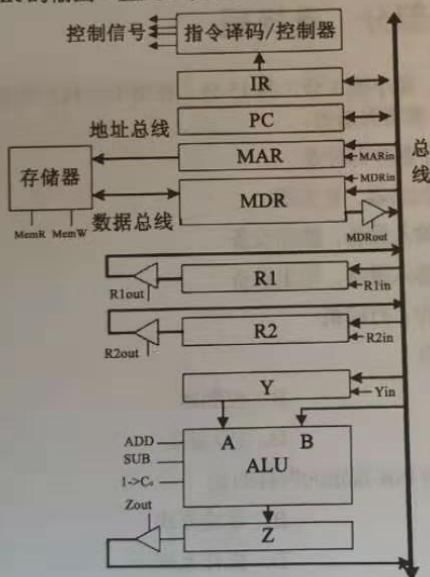 控制信号
指令译码/控制器
IR
PC
地址总线
MAR
MARin
总线
存储器
MDRin
MDR
数据总线
MemR MemW
MDRout
R1
R1out
R1in
R2
R2out
R2in
Y
Yin
A B
ADD
SUB
ALU
1->C₀
Zout
Z